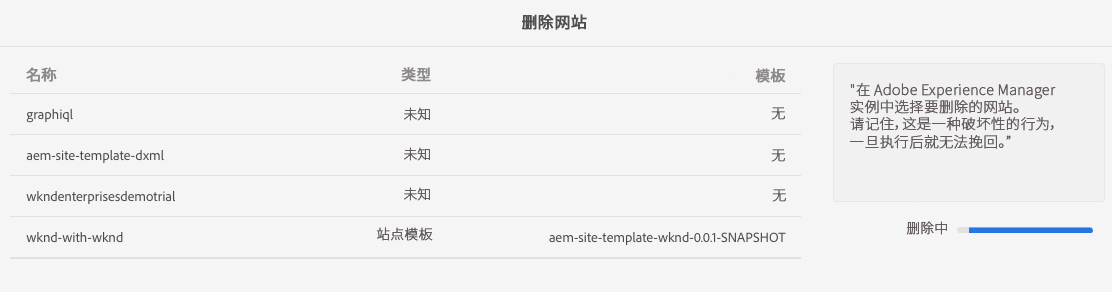 删除网站
名称 类型 模板
graphiql 未知 无
aem-site-template-dxml 未知 无
wkndenterprisesdemotrial 未知 无
wknd-with-wknd 站点模板 aem-site-template-wknd-0.0.1-SNAPSHOT
"在 Adobe Experience Manager
实例中选择要删除的网站。
请记住，这是一种破坏性的行为，
一旦执行后就无法挽回。”
删除中